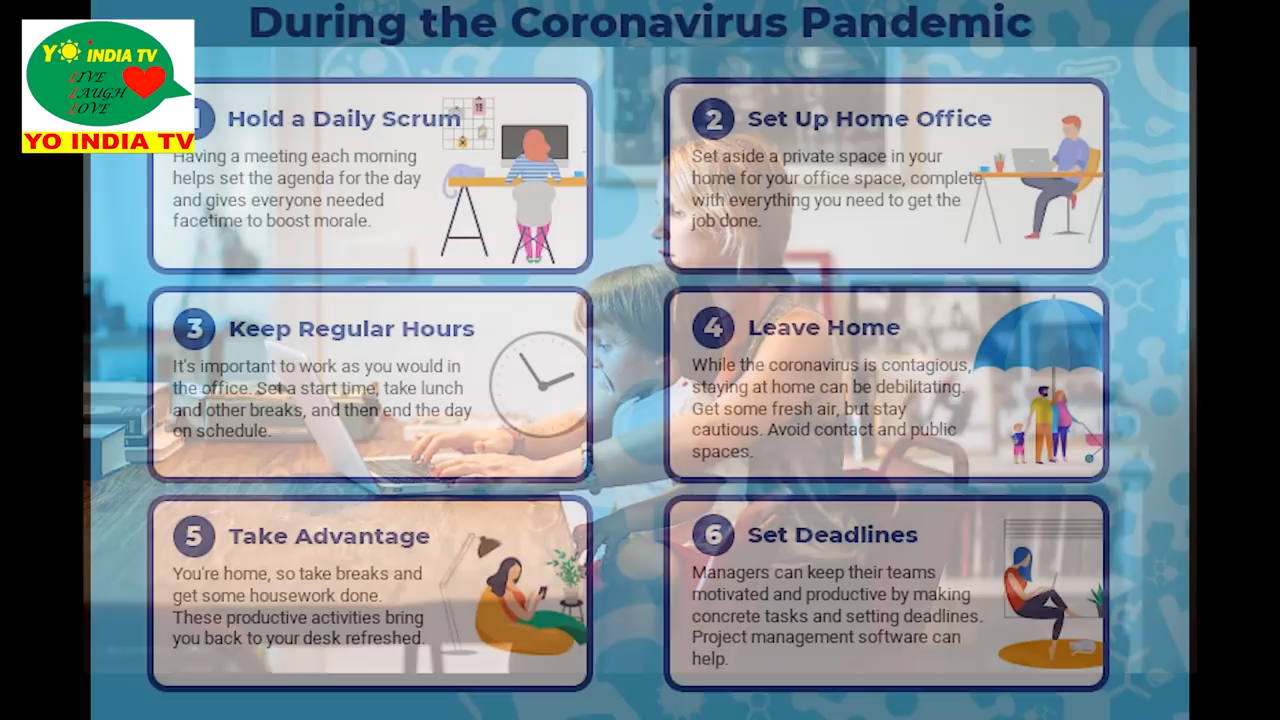 During the Coronavirus Pandemic
YO INDIA TV
LIVE
LAUGH
LOVE
YO INDIA TV
1 Hold a Daily Scrum
19
Having a meeting each morning
helps set the agenda for the day
and gives everyone needed
facetime to boost morale.
2 Set Up Home Office
Set aside a private space in your
home for your office space, complete
with everything you need to get the
job done.
3 Keep Regular Hours
It's important to work as you would in
the office. Set a start time, take lunch
and other breaks, and then end the day
on schedule.
4 Leave Home
While the coronavirus is contagious,
staying at home can be debilitating.
Get some fresh air, but stay
cautious. Avoid contact and public
spaces.
5 Take Advantage
You're home, so take breaks and
get some housework done.
These productive activities bring
you back to your desk refreshed.
6 Set Deadlines
Managers can keep their teams
motivated and productive by making
concrete tasks and setting deadlines.
Project management software can
help.